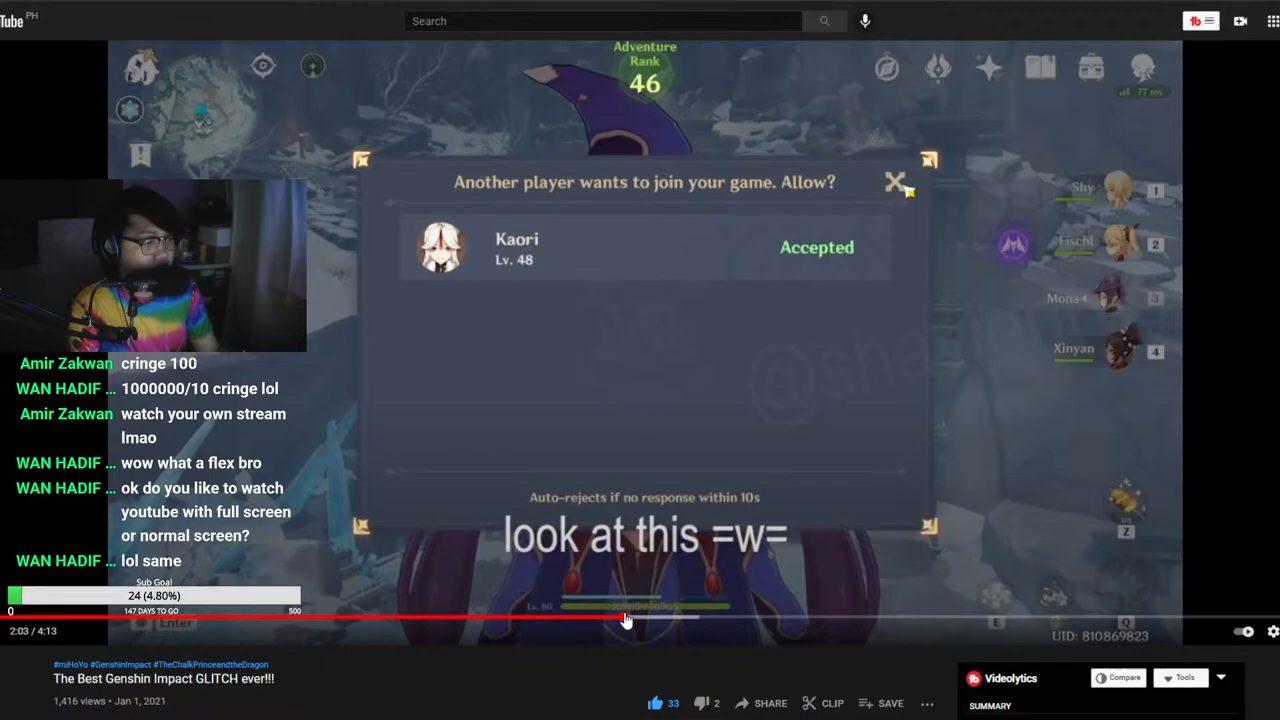 Tube PH
Search
Adventure
Rank
46
77 ms
Another player wants to join your game. Allow?
Kaori
Lv. 48
Accepted
Shy 1
Fischl 2
Mona 3
Xinyan 4
Amir Zakwan cringe 100
WAN HADIF ... 1000000/10 cringe lol
Amir Zakwan watch your own stream
lmao
WAN HADIF ... wow what a flex bro
WAN HADIF ... ok do you like to watch
youtube with full screen
or normal screen?
WAN HADIF ... lol same
Auto-rejects if no response within 10s
look at this =w=
Z
Sub Goal
24 (4.80%)
0 147 DAYS TO GO 500
Enter
Lv. 80
E Q
UID: 810869823
2:03 / 4:13
#miHoYo #GenshinImpact #TheChalkPrinceandtheDragon
The Best Genshin Impact GLITCH ever!!!
1,416 views • Jan 1, 2021
33 2 SHARE CLIP SAVE ...
tb Videolytics Compare Tools
SUMMARY